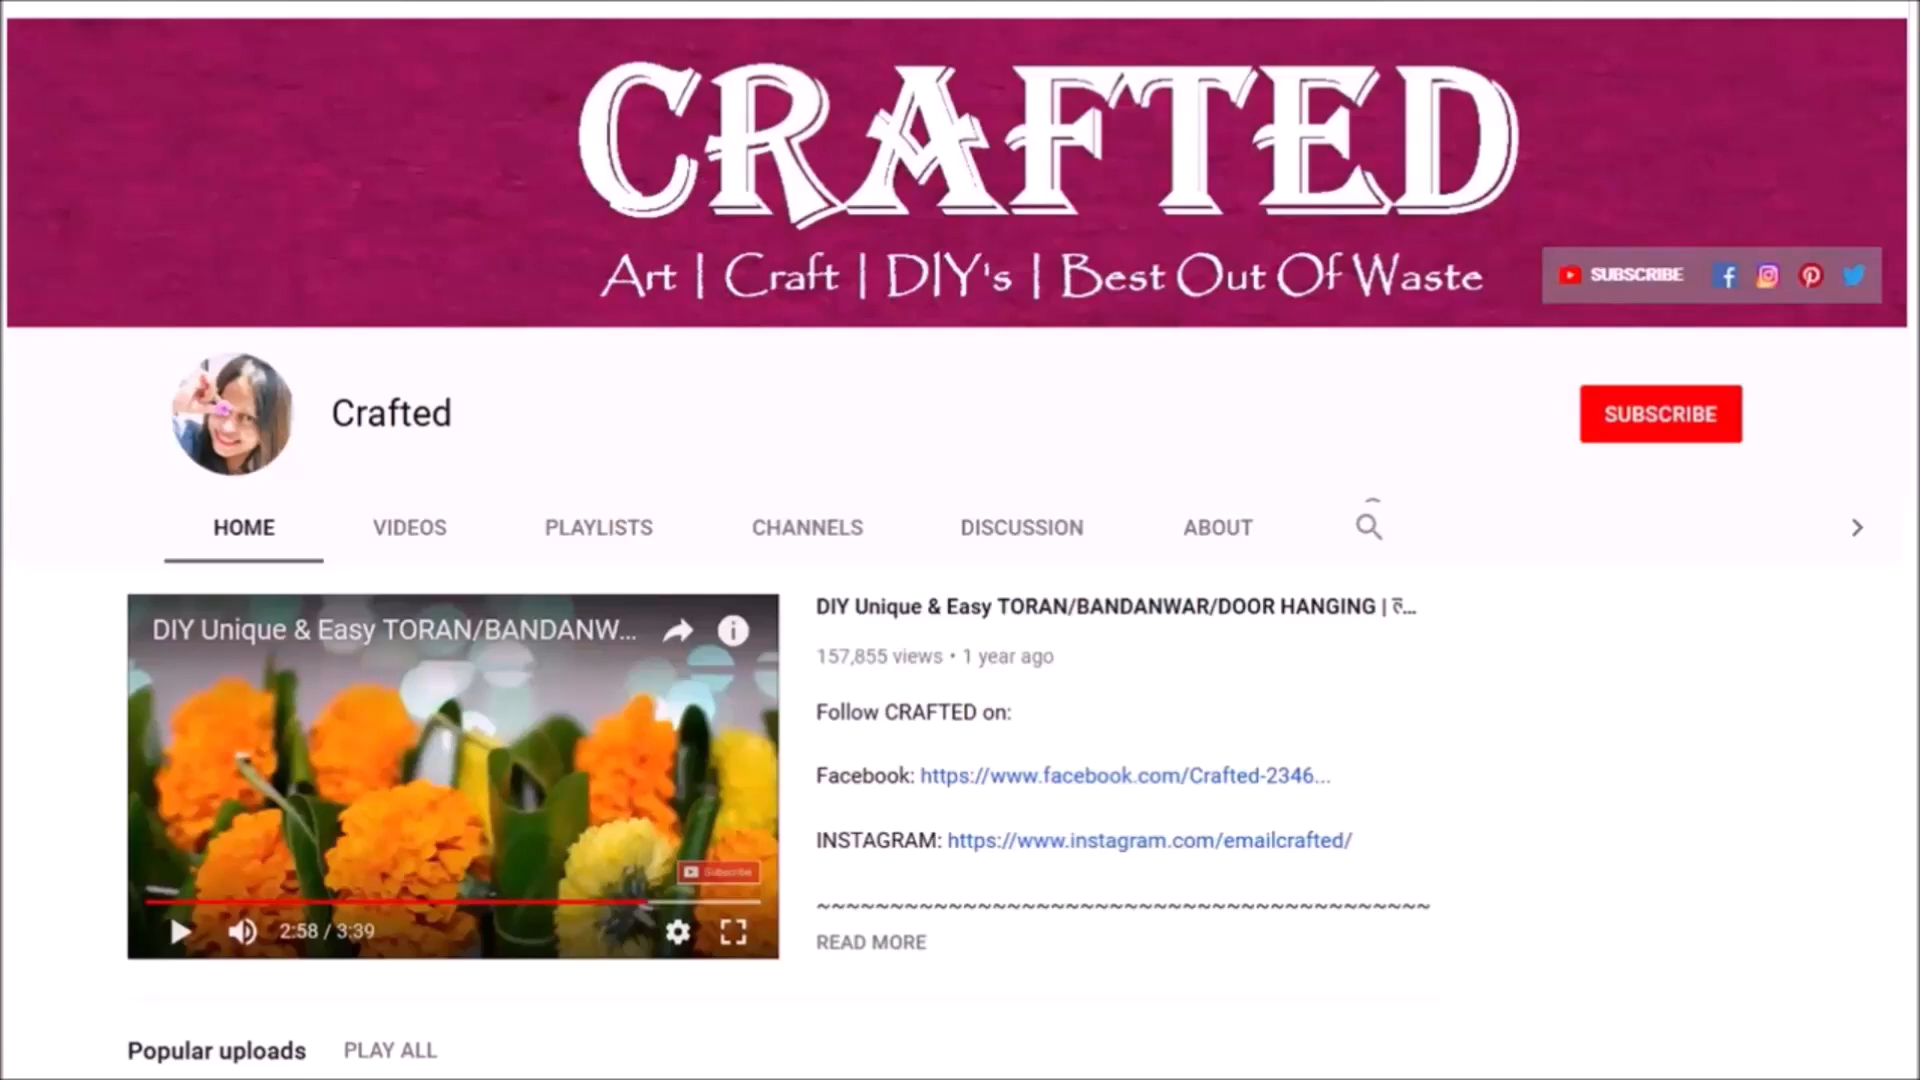 CRAFTED
Art | Craft | DIY's | Best Out Of Waste
SUBSCRIBE
Crafted
SUBSCRIBE
HOME VIDEOS PLAYLISTS CHANNELS DISCUSSION ABOUT
DIY Unique & Easy TORAN/BANDANW...
Subscribe
2:58 / 3:39
DIY Unique & Easy TORAN/BANDANWAR/DOOR HANGING |
157,855 views • 1 year ago
Follow CRAFTED on:
Facebook: https://www.facebook.com/Crafted-2346...
INSTAGRAM: https://www.instagram.com/emailcrafted/
~~~~~~~~~~~~~~~~~~~~~~~~~~~~~~~~~~~~~~~~~
READ MORE
Popular uploads PLAY ALL